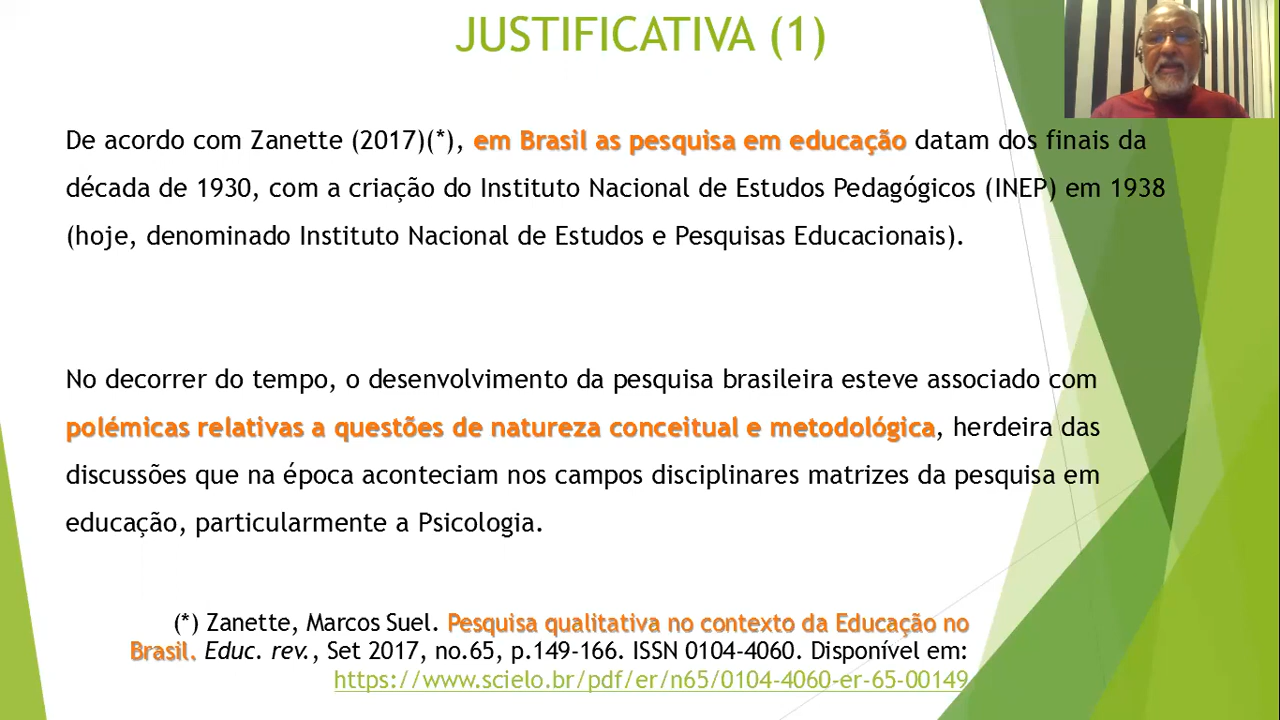 JUSTIFICATIVA (1)
De acordo com Zanette (2017)(*), em Brasil as pesquisa em educação datam dos finais da
década de 1930, com a criação do Instituto Nacional de Estudos Pedagógicos (INEP) em 1938
(hoje, denominado Instituto Nacional de Estudos e Pesquisas Educacionais).
No decorrer do tempo, o desenvolvimento da pesquisa brasileira esteve associado com
polémicas relativas a questões de natureza conceitual e metodológica, herdeira das
discussões que na época aconteciam nos campos disciplinares matrizes da pesquisa em
educação, particularmente a Psicologia.
(*) Zanette, Marcos Suel. Pesquisa qualitativa no contexto da Educação no
Brasil. Educ. rev., Set 2017, no.65, p.149-166. ISSN 0104-4060. Disponível em:
https://www.scielo.br/pdf/er/n65/0104-4060-er-65-00149